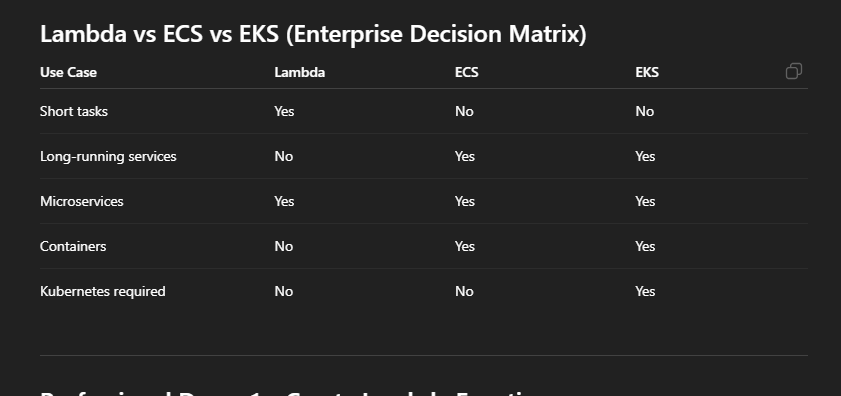 Lambda vs ECS vs EKS (Enterprise Decision Matrix)
Use Case Lambda ECS EKS
Short tasks Yes No No
Long-running services No Yes Yes
Microservices Yes Yes Yes
Containers No Yes Yes
Kubernetes required No No Yes